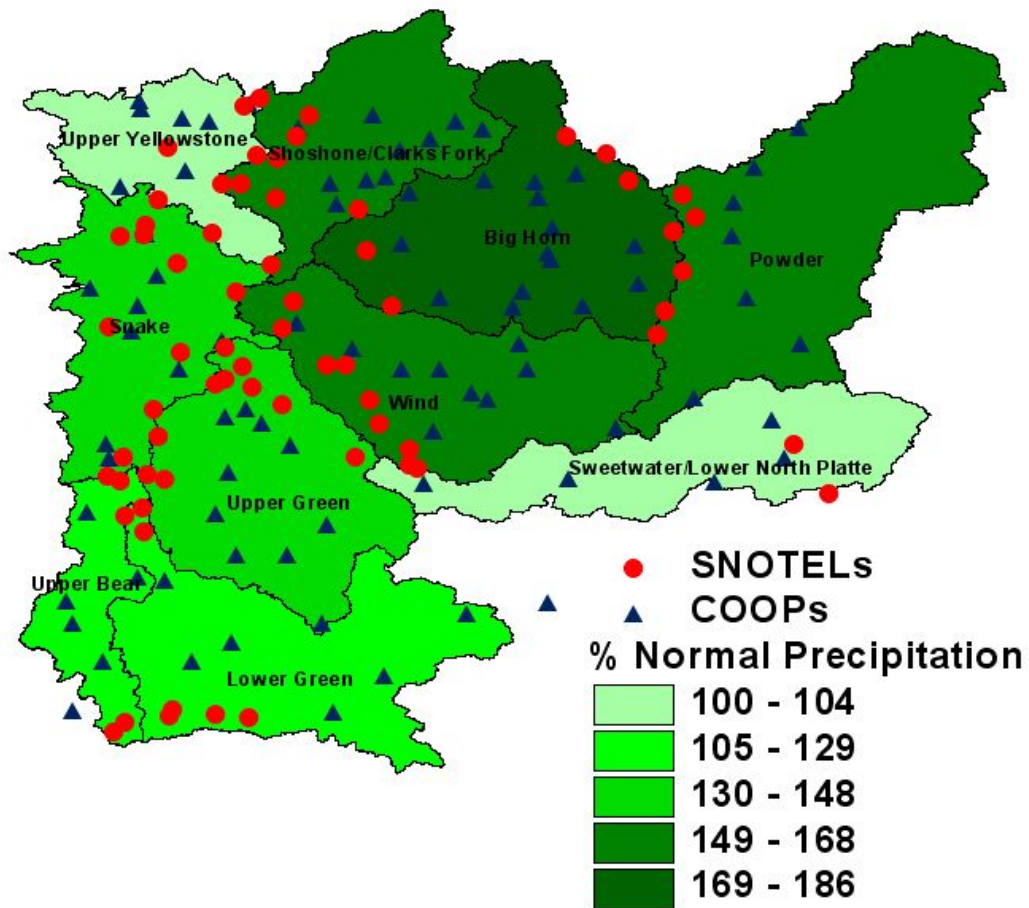 Upper Yellowstone
Shoshone/Clarks Fork
Big Horn
Powder
Snake
Wind
Sweetwater/Lower North Platte
Upper Green
Upper Bear
Lower Green
SNOTELs
COOPs
% Normal Precipitation
100 - 104
105 - 129
130 - 148
149 - 168
169 - 186